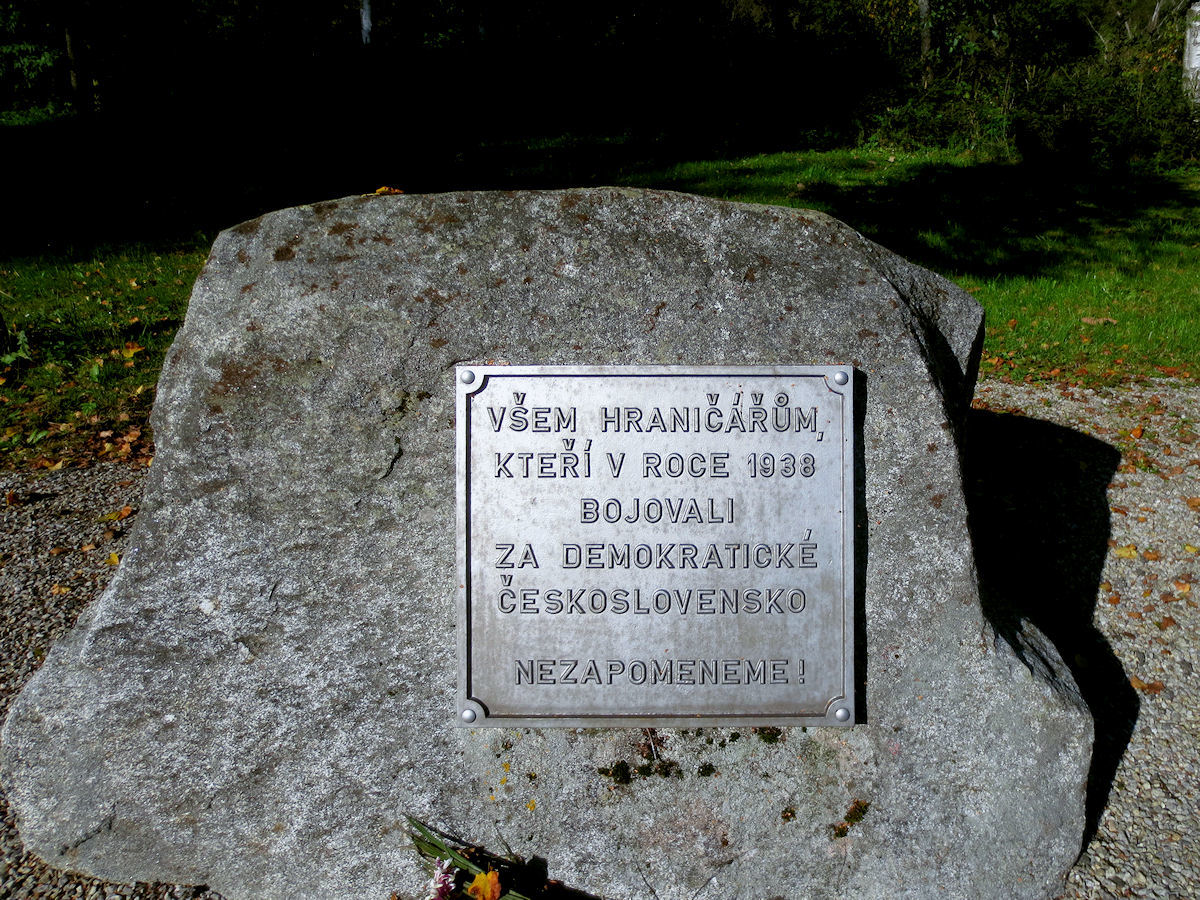 VŠEM HRANIČÁŘŮM,
KTEŘÍ V ROCE 1938
BOJOVALI
ZA DEMOKRATICKÉ
ČESKOSLOVENSKO
NEZAPOMENEME!